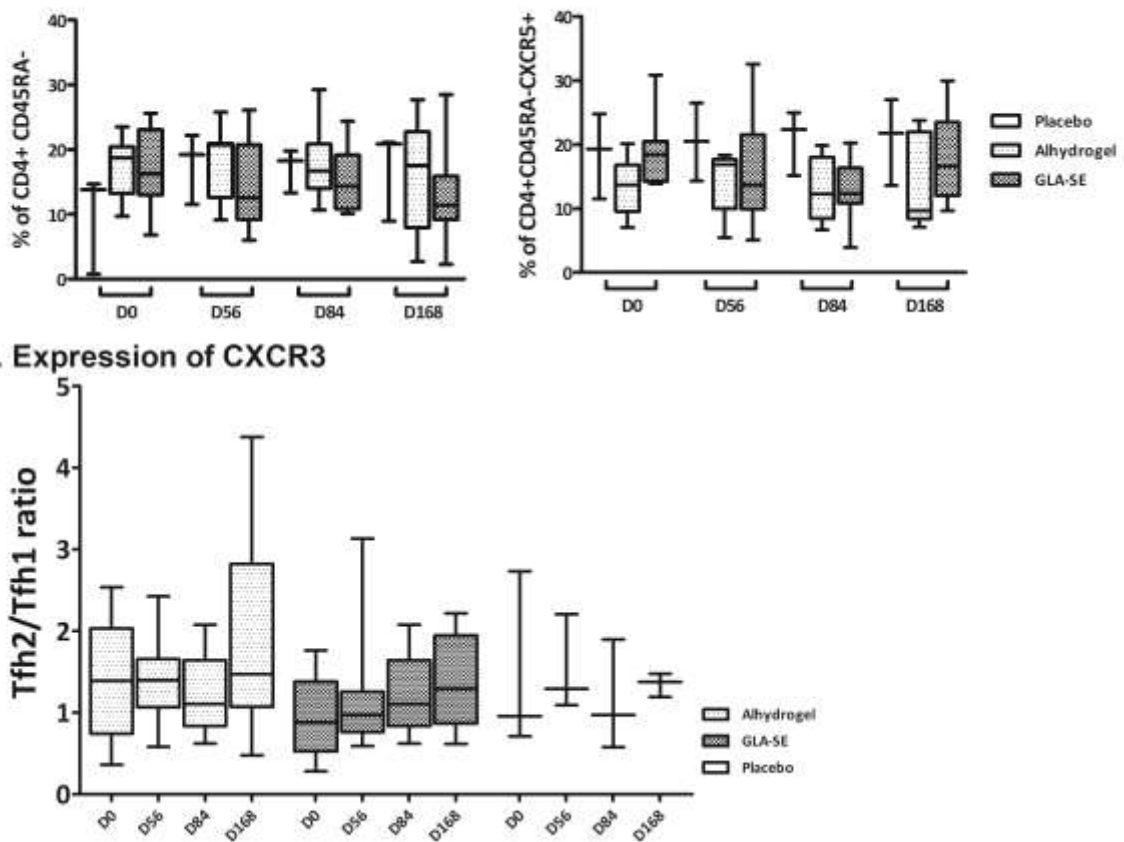 % of CD4+ CD45RA-
40
30
20
10
0
D0 D56 D84 D168
% of CD4+CD45RA-CXCR5+
40
30
20
10
0
D0 D56 D84 D168
Placebo
Alhydrogel
GLA-SE
. Expression of CXCR3
Tfh2/Tfh1 ratio
5
4
3
2
1
0
D0 D56 D84 D168 D0 D56 D84 D168 D0 D56 D84 D168
Alhydrogel
GLA-SE
Placebo